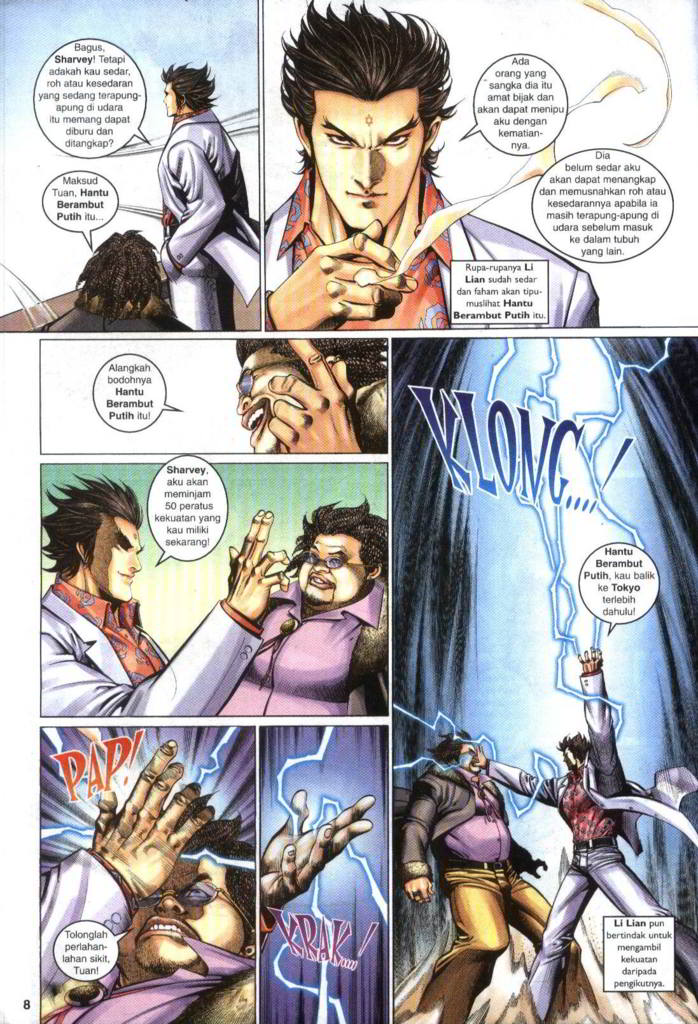 Bagus,
Sharvey! Tetapi
adakah kau sedar,
roh atau kesedaran
yang sedang terapung-
apung di udara
itu memang dapat
diburu dan
ditangkap?
Maksud
Tuan, Hantu
Berambut
Putih itu...
Ada
orang yang
sangka dia itu
amat bijak dan
akan dapat menipu
aku dengan
kematian-
nya.
Dia
belum sedar aku
akan dapat menangkap
dan memusnahkan roh atau
kesedarannya apabila ia
masih terapung-apung di
udara sebelum masuk
ke dalam tubuh
yang lain.
Rupa-rupanya Li
Lian sudah sedar
dan faham akan tipu-
muslihat Hantu
Berambut Putih itu.
Alangkah
bodohnya
Hantu
Berambut
Putih itu!
Sharvey,
aku akan
meminjam
50 peratus
kekuatan yang
kau miliki
sekarang!
PAP!
Tolonglah
perlahan-
lahan sikit,
Tuan!
KRAK....!
KLONG....!
Hantu
Berambut
Putih, kau balik
ke Tokyo
terlebih
dahulu!
Li Lian pun
bertindak untuk
mengambil
kekuatan
daripada
pengikutnya.
8